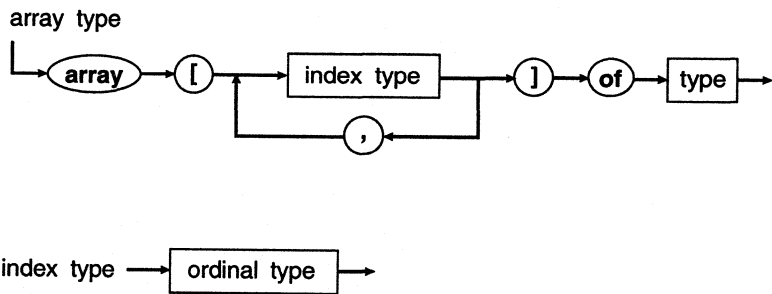 array type
array [ index type ] of type
,
index type ordinal type